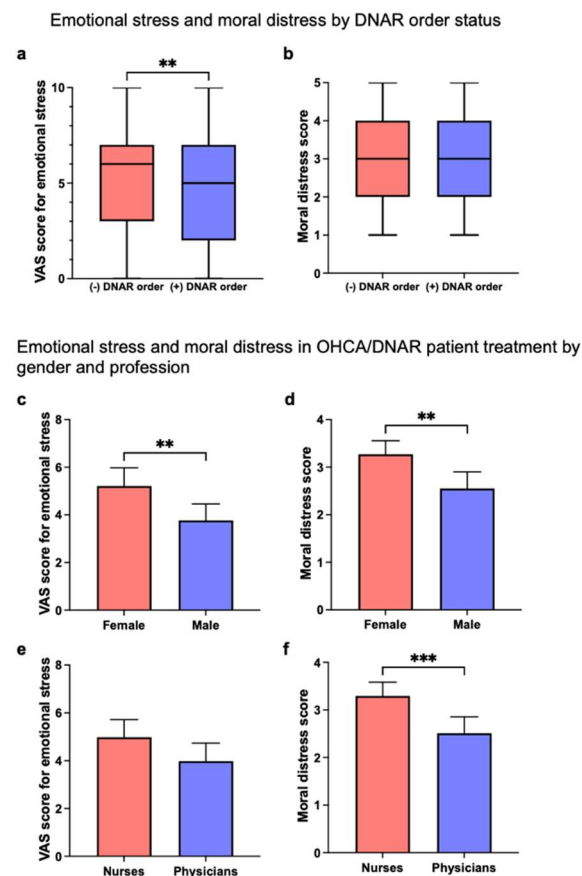 Emotional stress and moral distress by DNAR order status
a
**
VAS score for emotional stress
10
5
0
(-) DNAR order (+) DNAR order
b
Moral distress score
5
4
3
2
1
0
(-) DNAR order (+) DNAR order
Emotional stress and moral distress in OHCA/DNAR patient treatment by
gender and profession
c
**
VAS score for emotional stress
8
6
4
2
0
Female Male
d
**
Moral distress score
4
3
2
1
0
Female Male
e
VAS score for emotional stress
8
6
4
2
0
Nurses Physicians
f
***
Moral distress score
4
3
2
1
0
Nurses Physicians